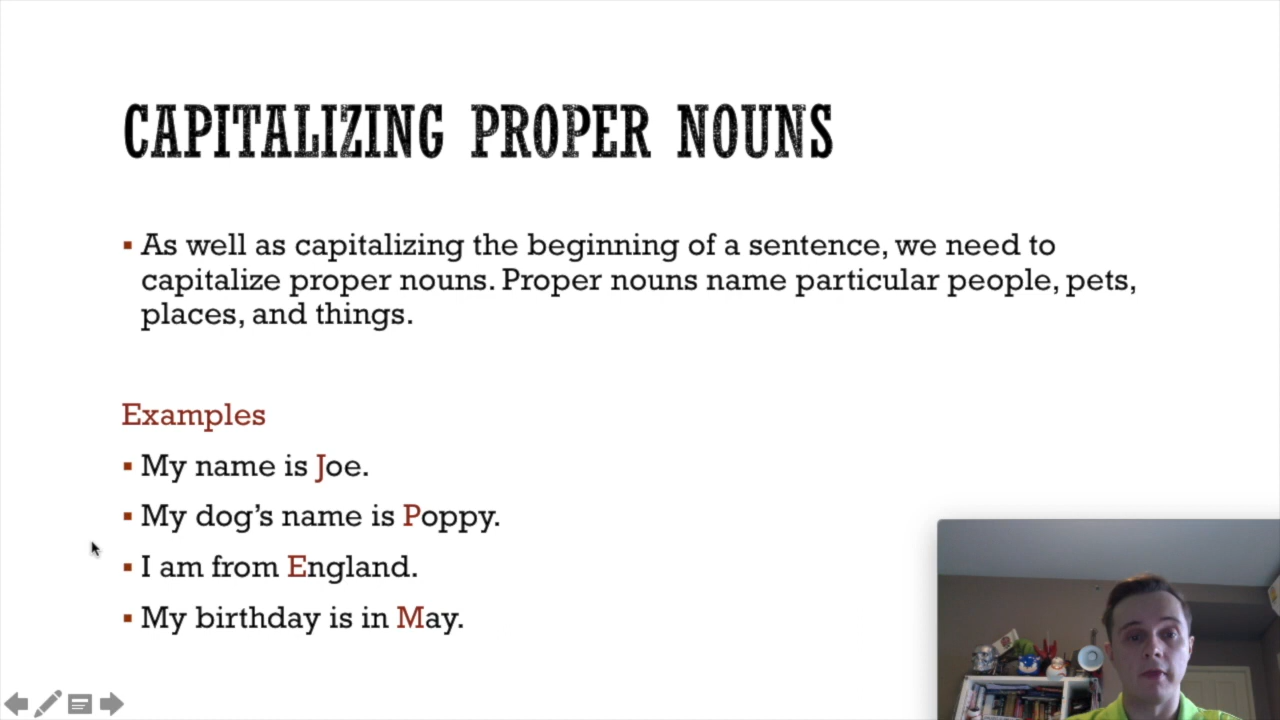 CAPITALIZING PROPER NOUNS
▪ As well as capitalizing the beginning of a sentence, we need to
capitalize proper nouns. Proper nouns name particular people, pets,
places, and things.
Examples
▪ My name is Joe.
▪ My dog’s name is Poppy.
▪ I am from England.
▪ My birthday is in May.